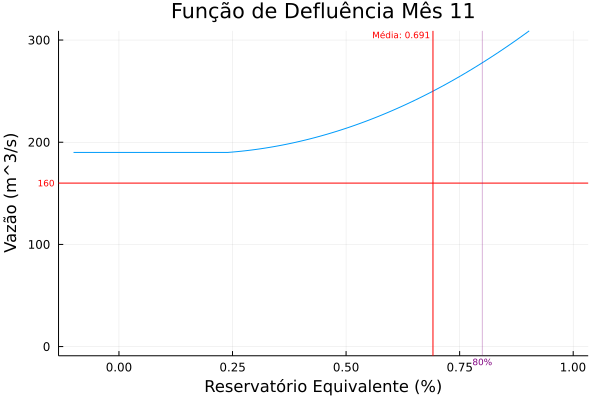 Função de Defluência Mês 11
Média: 0.691
300
200
160
100
0
Vazão (m^3/s)
0.00
0.25
0.50
0.75
80%
1.00
Reservatório Equivalente (%)